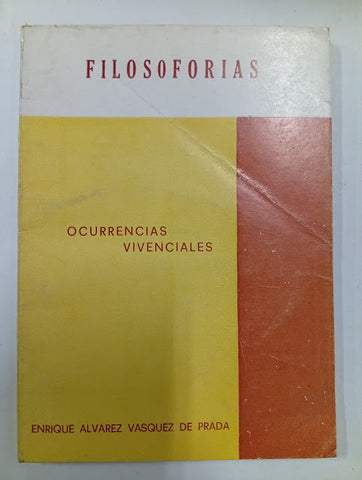 FILOSOFORIAS
OCURRENCIAS
VIVENCIALES
ENRIQUE ALVAREZ VASQUEZ DE PRADA